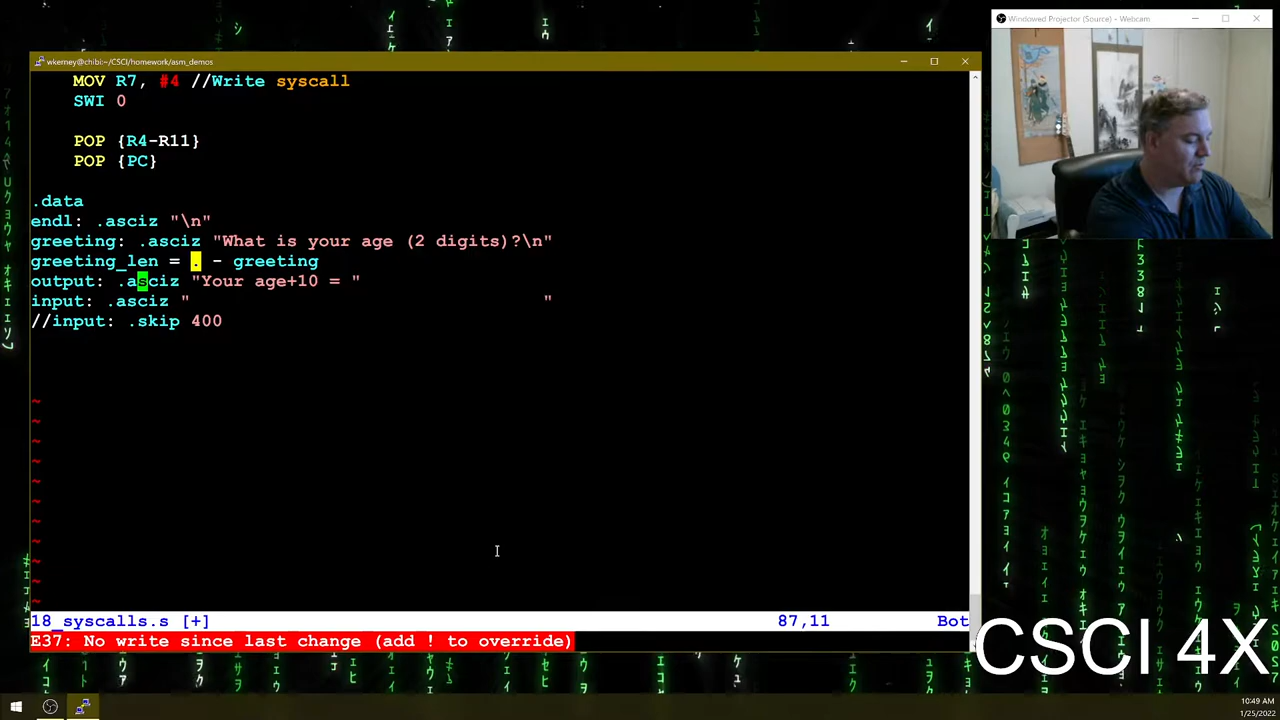 Windowed Projector (Source) - Webcam
wkerney@chibi:~/CSCI/homework/asm_demos
MOV R7, #4 //Write syscall
SWI 0
POP {R4-R11}
POP {PC}
.data
endl: .asciz "\n"
greeting: .asciz "What is your age (2 digits)?\n"
greeting_len = . - greeting
output: .asciz "Your age+10 = "
input: .asciz "                                       "
//input: .skip 400
~
~
~
~
~
~
~
~
~
~
~
18_syscalls.s [+] 87,11 Bot
E37: No write since last change (add ! to override)
CSCI 4X
10:49 AM
1/25/2022